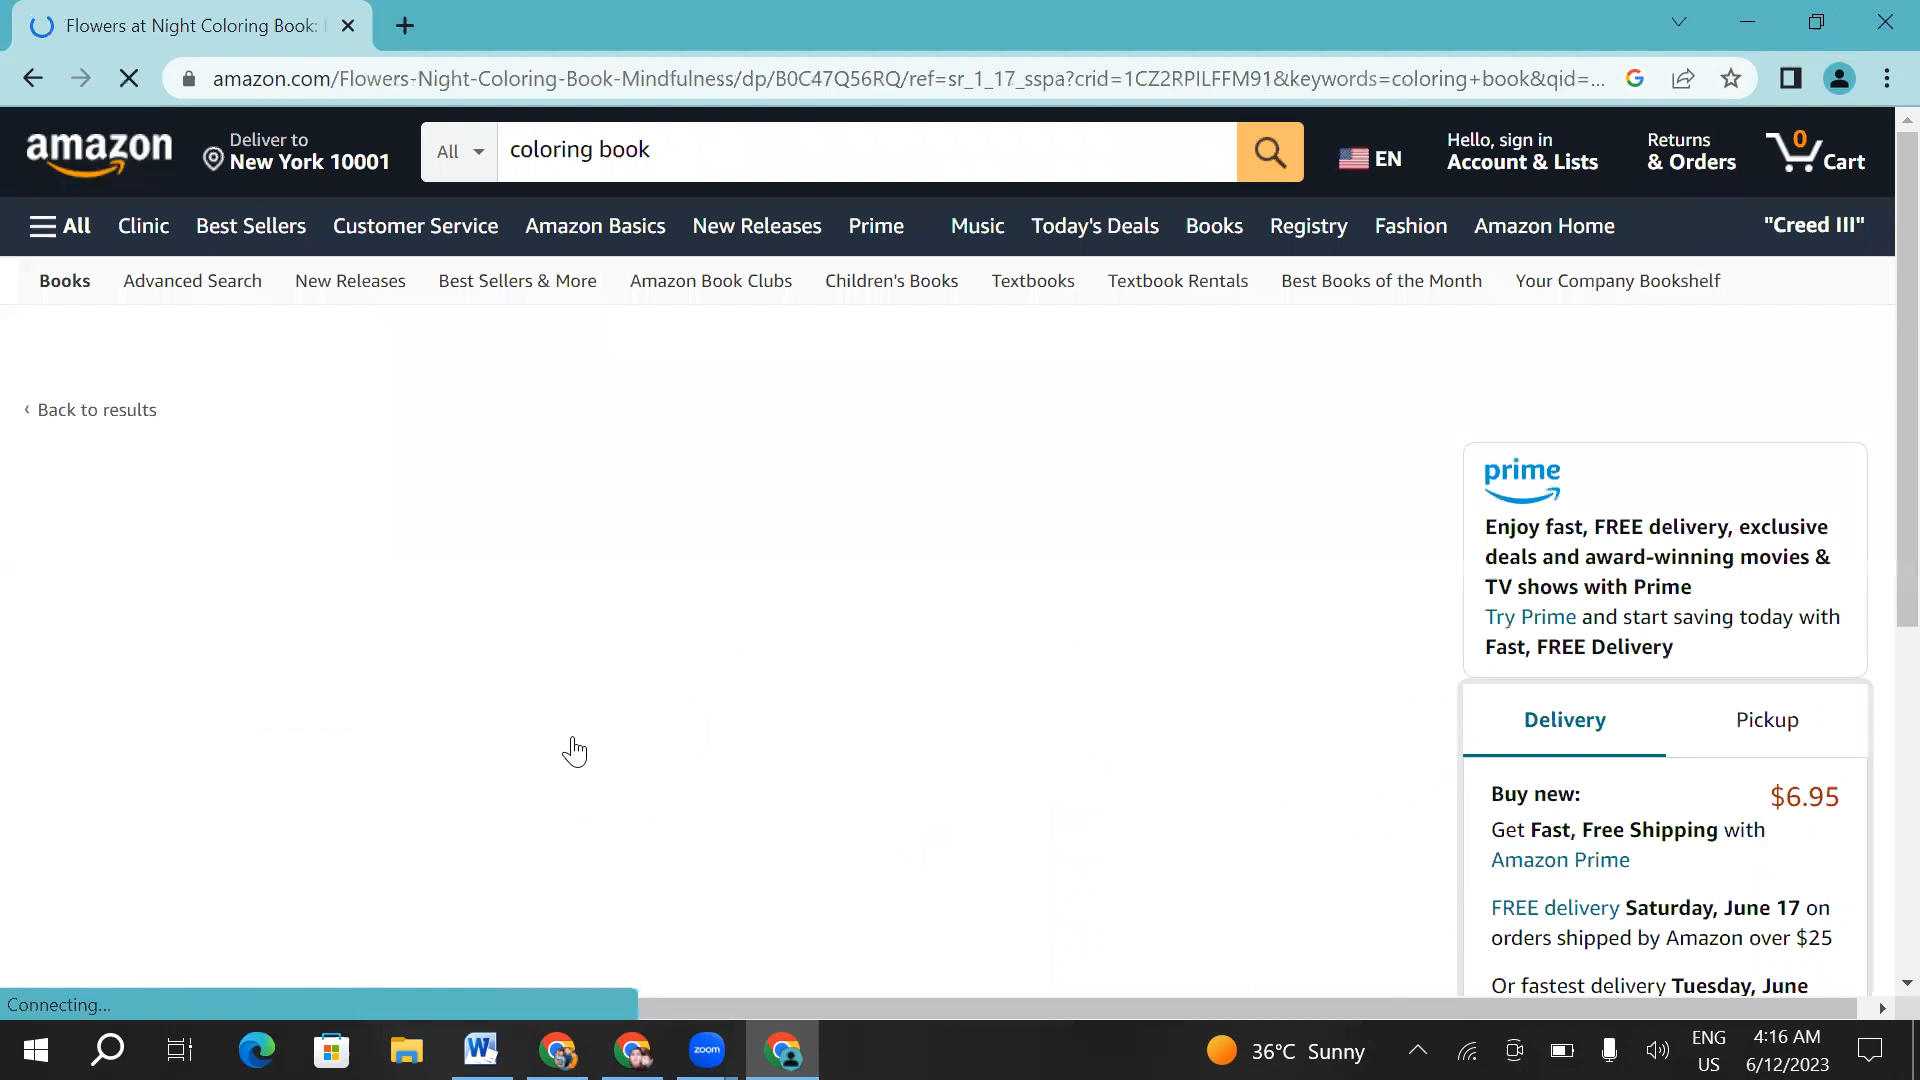 Flowers at Night Coloring Book:
amazon.com/Flowers-Night-Coloring-Book-Mindfulness/dp/B0C47Q56RQ/ref=sr_1_17_sspa?crid=1CZ2RPILFFM91&keywords=coloring+book&qid=...
amazon
Deliver to
New York 10001
All
coloring book
EN
Hello, sign in
Account & Lists
Returns
& Orders
0
Cart
All Clinic Best Sellers Customer Service Amazon Basics New Releases Prime Music Today's Deals Books Registry Fashion Amazon Home "Creed III"
Books Advanced Search New Releases Best Sellers & More Amazon Book Clubs Children's Books Textbooks Textbook Rentals Best Books of the Month Your Company Bookshelf
‹ Back to results
prime
Enjoy fast, FREE delivery, exclusive
deals and award-winning movies &
TV shows with Prime
Try Prime and start saving today with
Fast, FREE Delivery
Delivery Pickup
Buy new: $6.95
Get Fast, Free Shipping with
Amazon Prime
FREE delivery Saturday, June 17 on
orders shipped by Amazon over $25
Or fastest delivery Tuesday, June
Connecting...
W
zoom
36°C Sunny
ENG
US
4:16 AM
6/12/2023